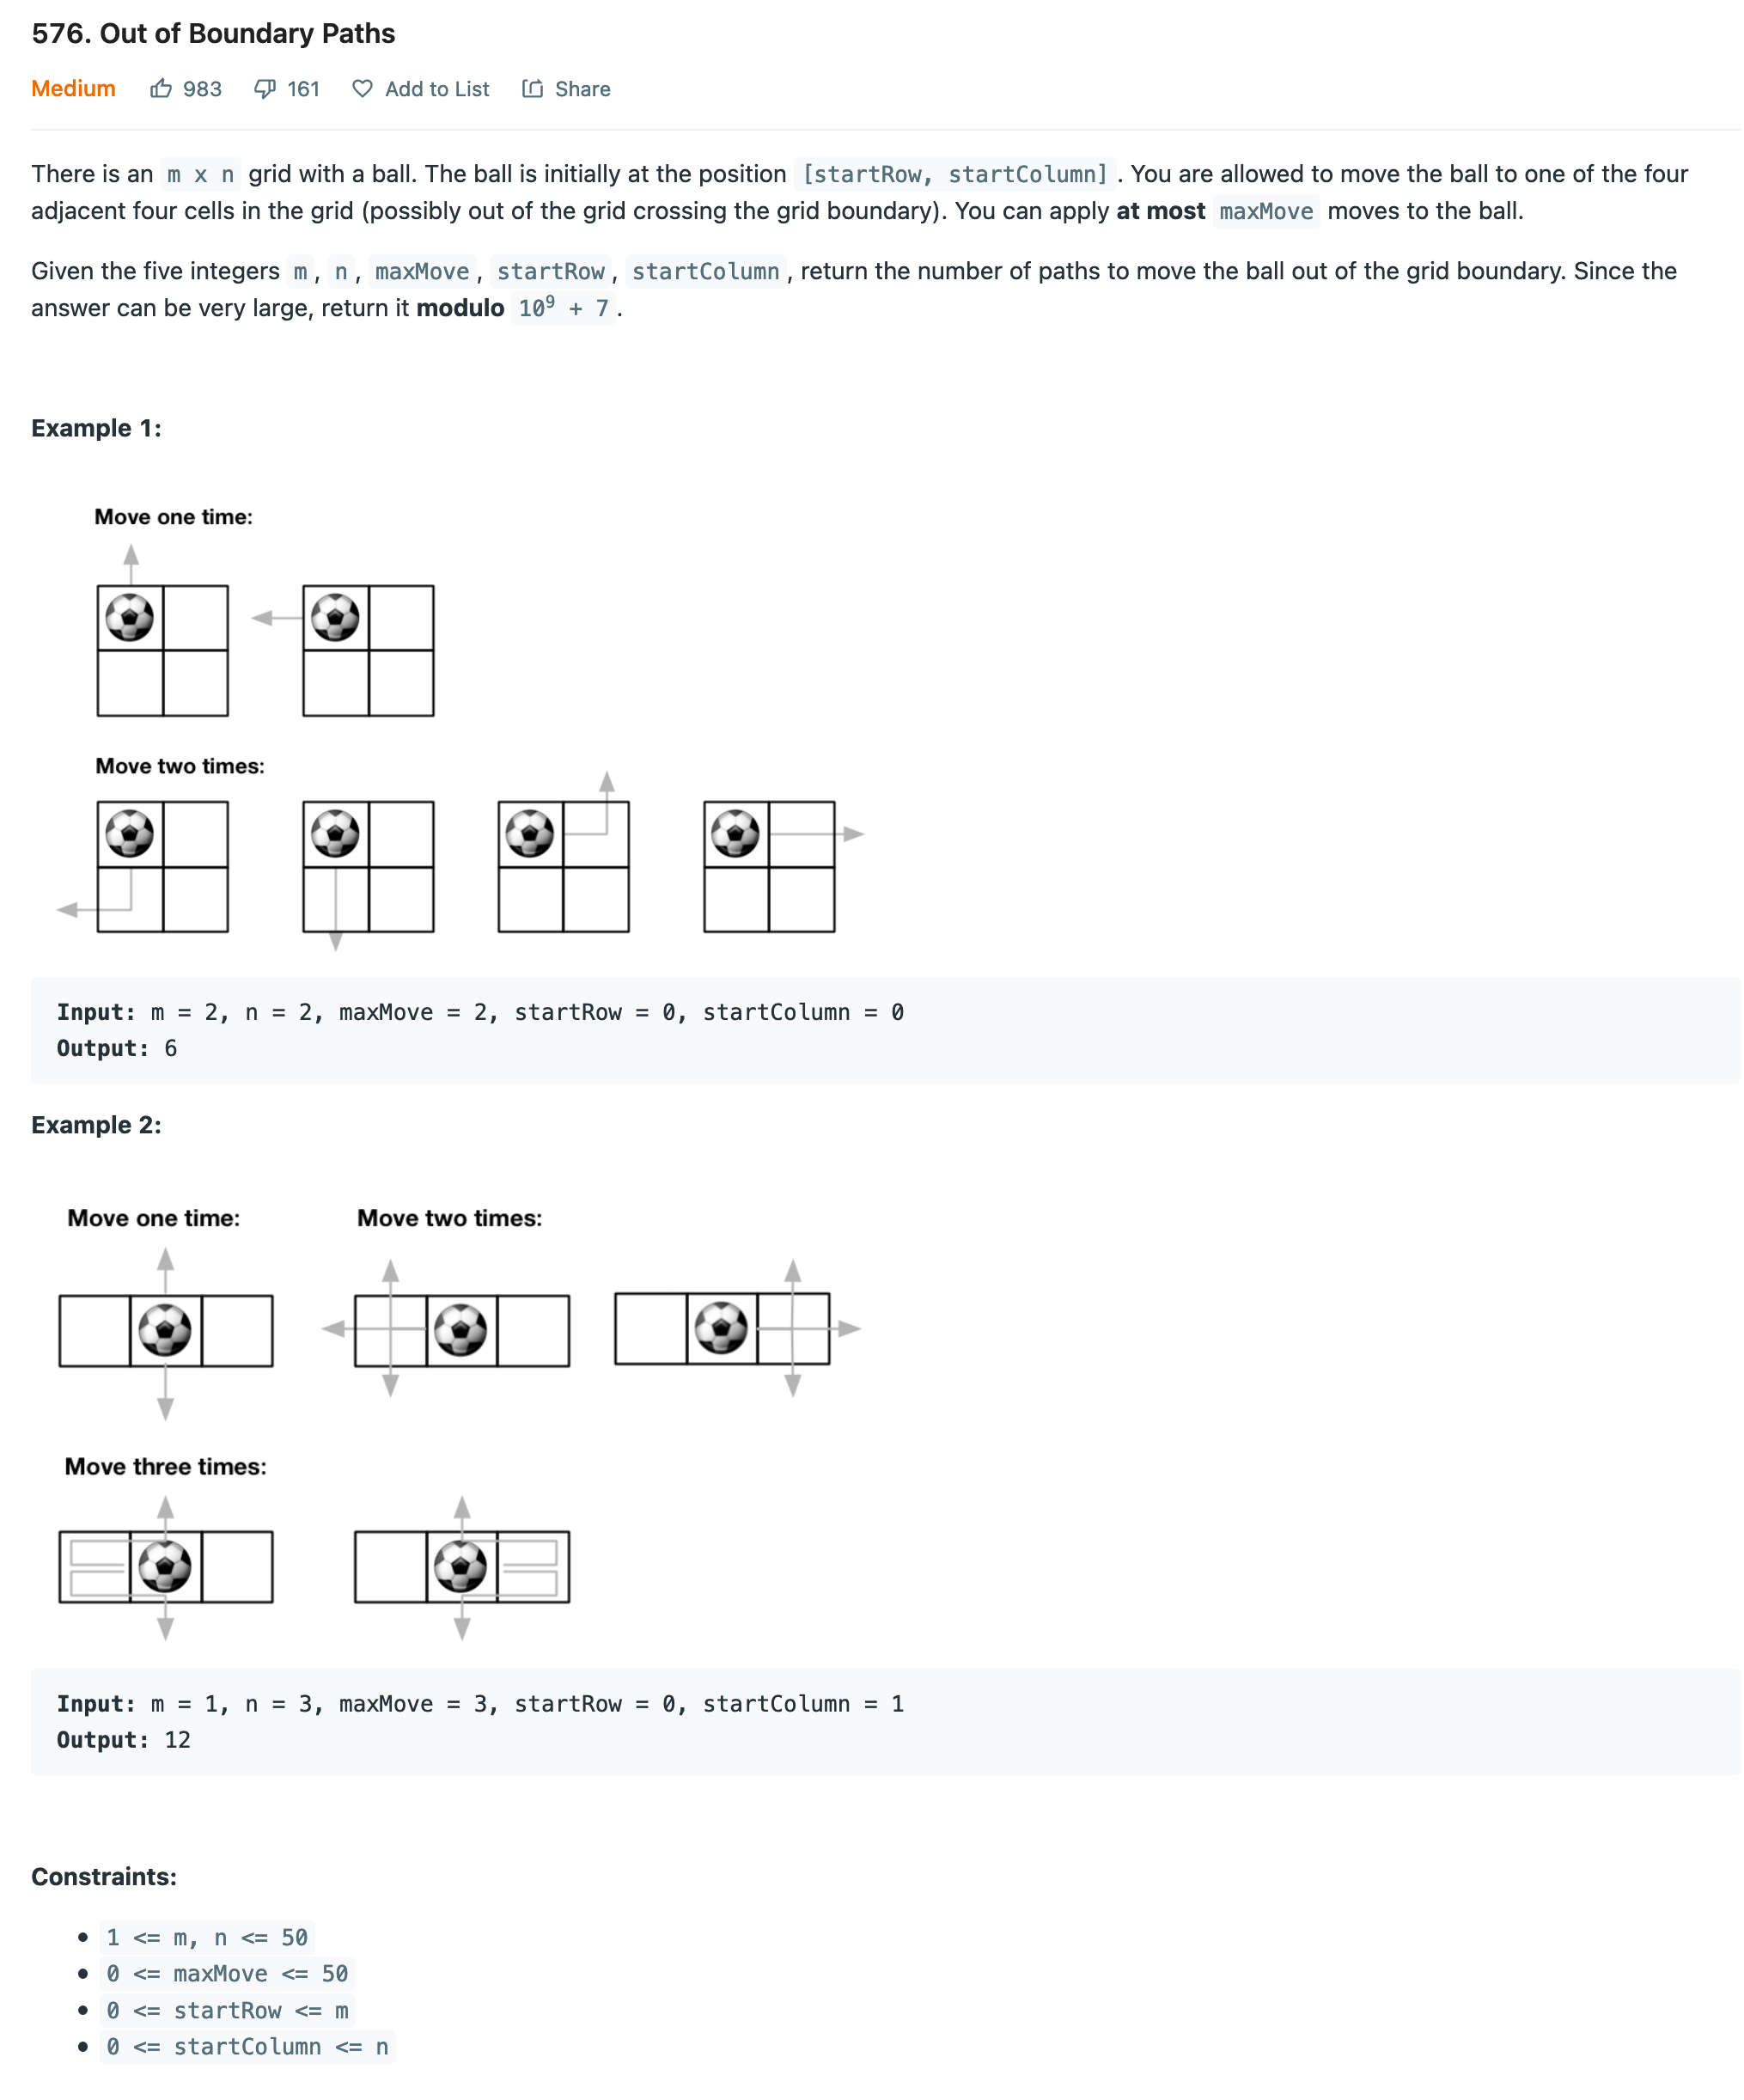 576. Out of Boundary Paths
Medium 983 161 Add to List Share
There is an m x n grid with a ball. The ball is initially at the position [startRow, startColumn]. You are allowed to move the ball to one of the four
adjacent four cells in the grid (possibly out of the grid crossing the grid boundary). You can apply at most maxMove moves to the ball.
Given the five integers m, n, maxMove, startRow, startColumn, return the number of paths to move the ball out of the grid boundary. Since the
answer can be very large, return it modulo 10⁹ + 7.
Example 1:
Move one time:
Move two times:
Input: m = 2, n = 2, maxMove = 2, startRow = 0, startColumn = 0
Output: 6
Example 2:
Move one time: Move two times:
Move three times:
Input: m = 1, n = 3, maxMove = 3, startRow = 0, startColumn = 1
Output: 12
Constraints:
• 1 <= m, n <= 50
• 0 <= maxMove <= 50
• 0 <= startRow <= m
• 0 <= startColumn <= n